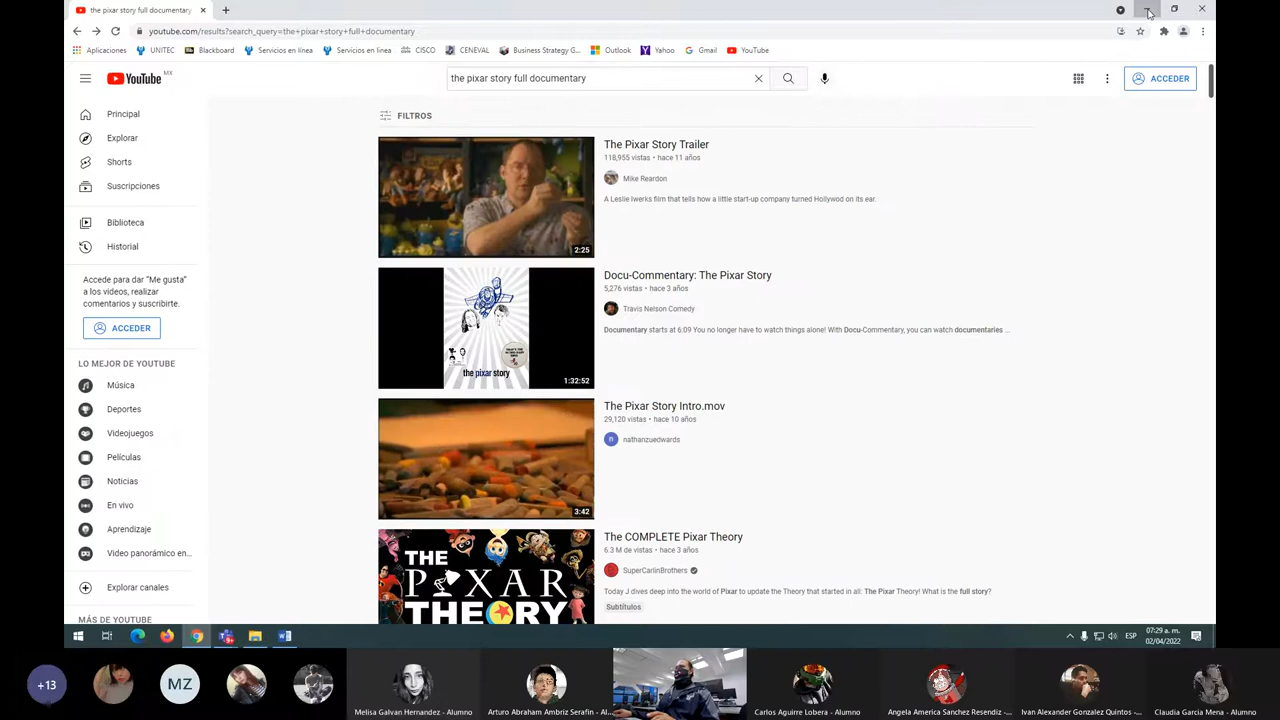 the pixar story full documentary
youtube.com/results?search_query=the+pixar+story+full+documentary
Aplicaciones UNITEC Blackboard Servicios en línea Servicios en línea CISCO CENEVAL Business Strategy G... Outlook Yahoo Gmail YouTube
YouTube MX
the pixar story full documentary
ACCEDER
Principal
Explorar
Shorts
Suscripciones
Biblioteca
Historial
Accede para dar "Me gusta"
a los videos, realizar
comentarios y suscribirte.
ACCEDER
LO MEJOR DE YOUTUBE
Música
Deportes
Videojuegos
Películas
Noticias
En vivo
Aprendizaje
Video panorámico en...
Explorar canales
MÁS DE YOUTUBE
FILTROS
2:25
The Pixar Story Trailer
118,955 vistas • hace 11 años
Mike Reardon
A Leslie Iwerks film that tells how a little start-up company turned Hollywod on its ear.
the pixar story
1:32:52
Docu-Commentary: The Pixar Story
5,276 vistas • hace 3 años
Travis Nelson Comedy
Documentary starts at 6:09 You no longer have to watch things alone! With Docu-Commentary, you can watch documentaries ...
3:42
The Pixar Story Intro.mov
29,120 vistas • hace 10 años
n nathanzuedwards
THE
PIXAR
THEORY
The COMPLETE Pixar Theory
6.3 M de vistas • hace 3 años
SuperCarlinBrothers
Today J dives deep into the world of Pixar to update the Theory that started in all: The Pixar Theory! What is the full story?
Subtítulos
ESP
07:29 a. m.
02/04/2022
+13
MZ
Melisa Galvan Hernandez - Alumno
Arturo Abraham Ambriz Serafin - Al...
Carlos Aguirre Lobera - Alumno
Angela America Sanchez Resendiz -...
Ivan Alexander Gonzalez Quintos -...
Claudia Garcia Mena - Alumno